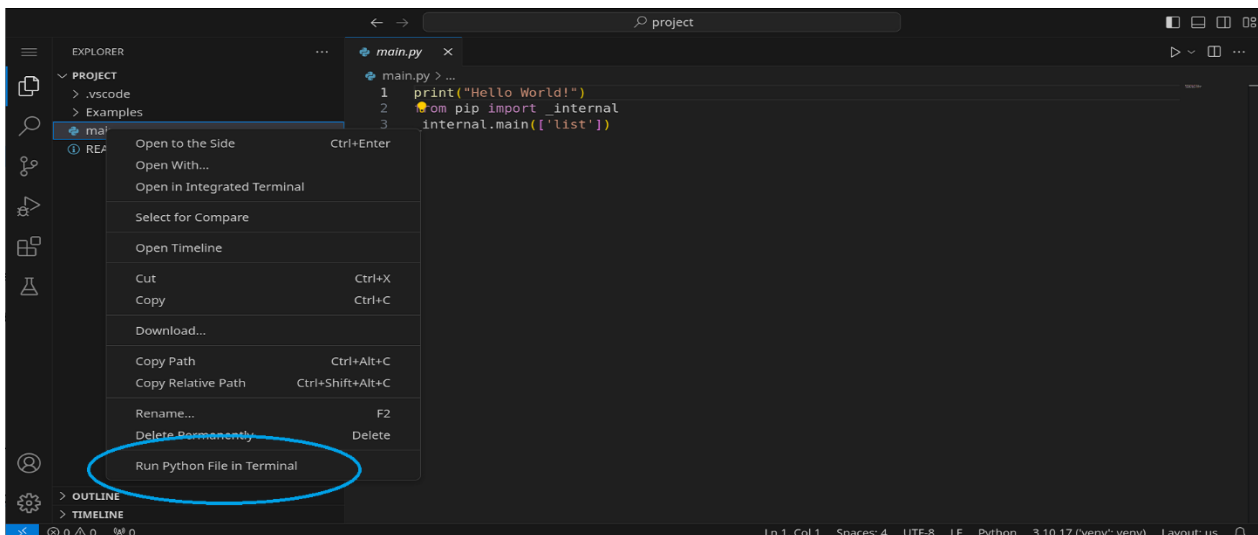 project
EXPLORER
main.py
PROJECT
main.py > ...
.vscode
1 print("Hello World!")
Examples
2 from pip import _internal
mai
3 _internal.main(['list'])
REA
Open to the Side Ctrl+Enter
Open With...
Open in Integrated Terminal
Select for Compare
Open Timeline
Cut Ctrl+X
Copy Ctrl+C
Download...
Copy Path Ctrl+Alt+C
Copy Relative Path Ctrl+Shift+Alt+C
Rename... F2
Delete Permanently Delete
Run Python File in Terminal
OUTLINE
TIMELINE
0 0 0 Ln 1, Col 1 Spaces: 4 UTF-8 LF Python 3.10.17 ('venv': venv) Layout: us